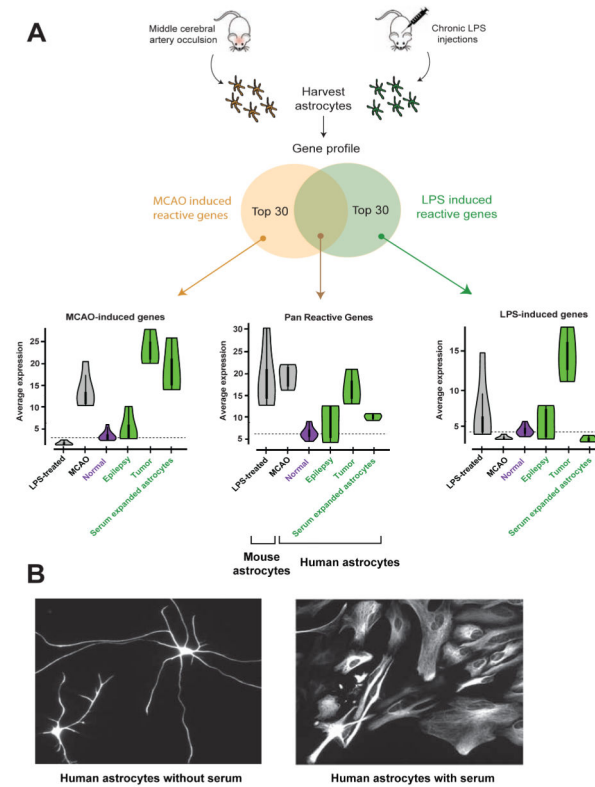 A
Middle cerebral
artery occulsion
Chronic LPS
injections
Harvest
astrocytes
Gene profile
MCAO induced
reactive genes
Top 30
Top 30
LPS induced
reactive genes
MCAO-induced genes
Average expression
25
20
15
10
5
LPS-treated
MCAO
Normal
Epilepsy
Tumor
Serum expanded astrocytes
Pan Reactive Genes
Average expression
30
25
20
15
10
5
LPS-treated
MCAO
Normal
Epilepsy
Tumor
Serum expanded astrocytes
LPS-induced genes
Average expression
15
10
5
LPS-treated
MCAO
Normal
Epilepsy
Tumor
Serum expanded astrocytes
Mouse
astrocytes
Human astrocytes
B
Human astrocytes without serum
Human astrocytes with serum